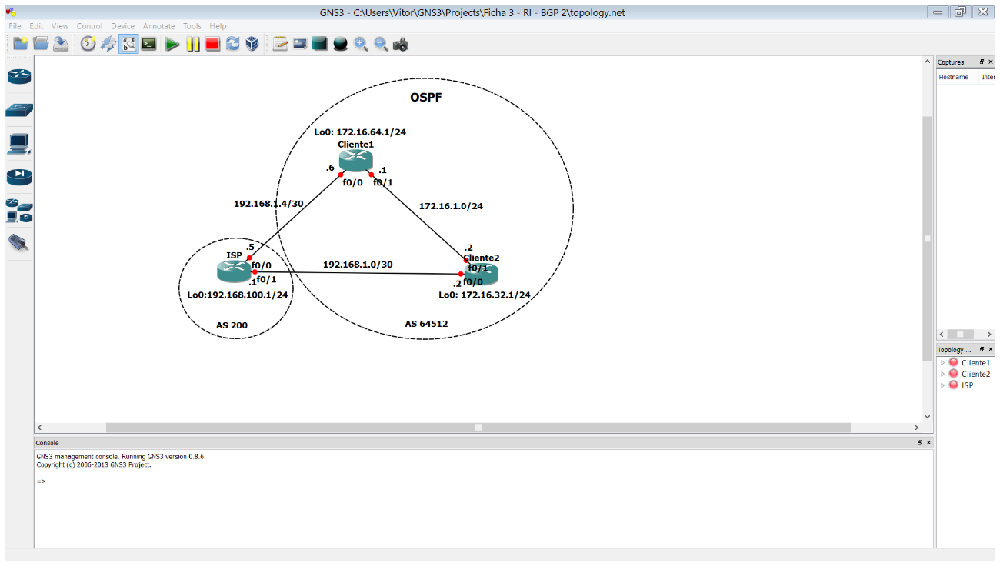 GNS3 - C:\Users\Vitor\GNS3\Projects\Ficha 3 - RI - BGP 2\topology.net
File Edit View Control Device Annotate Tools Help
Captures
Hostname Inter
OSPF
Lo0: 172.16.64.1/24
Cliente1
.6 .1
f0/0 f0/1
192.168.1.4/30 172.16.1.0/24
.5 .2
ISP Cliente2
f0/0 192.168.1.0/30 f0/1
.1 f0/1 .2 f0/0
Lo0:192.168.100.1/24 Lo0: 172.16.32.1/24
AS 200 AS 64512
Topology ...
Cliente1
Cliente2
ISP
Console
GNS3 management console. Running GNS3 version 0.8.6.
Copyright (c) 2006-2013 GNS3 Project.
=>